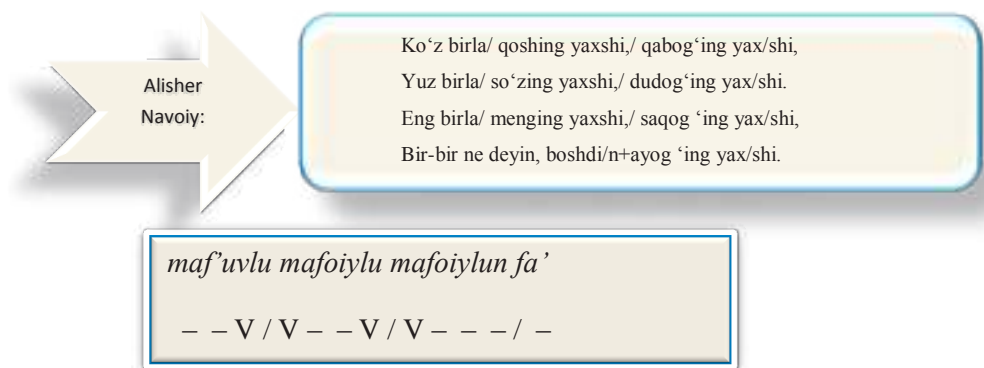 Alisher
Navoiy:
Ko‘z birla/ qoshing yaxshi,/ qabog‘ing yax/shi,
Yuz birla/ so‘zing yaxshi,/ dudog‘ing yax/shi.
Eng birla/ menging yaxshi,/ saqog ‘ing yax/shi,
Bir-bir ne deyin, boshdi/n+ayog ‘ing yax/shi.
maf’uvlu mafoiylu mafoiylun fa’
– – V / V – – V / V – – – / –